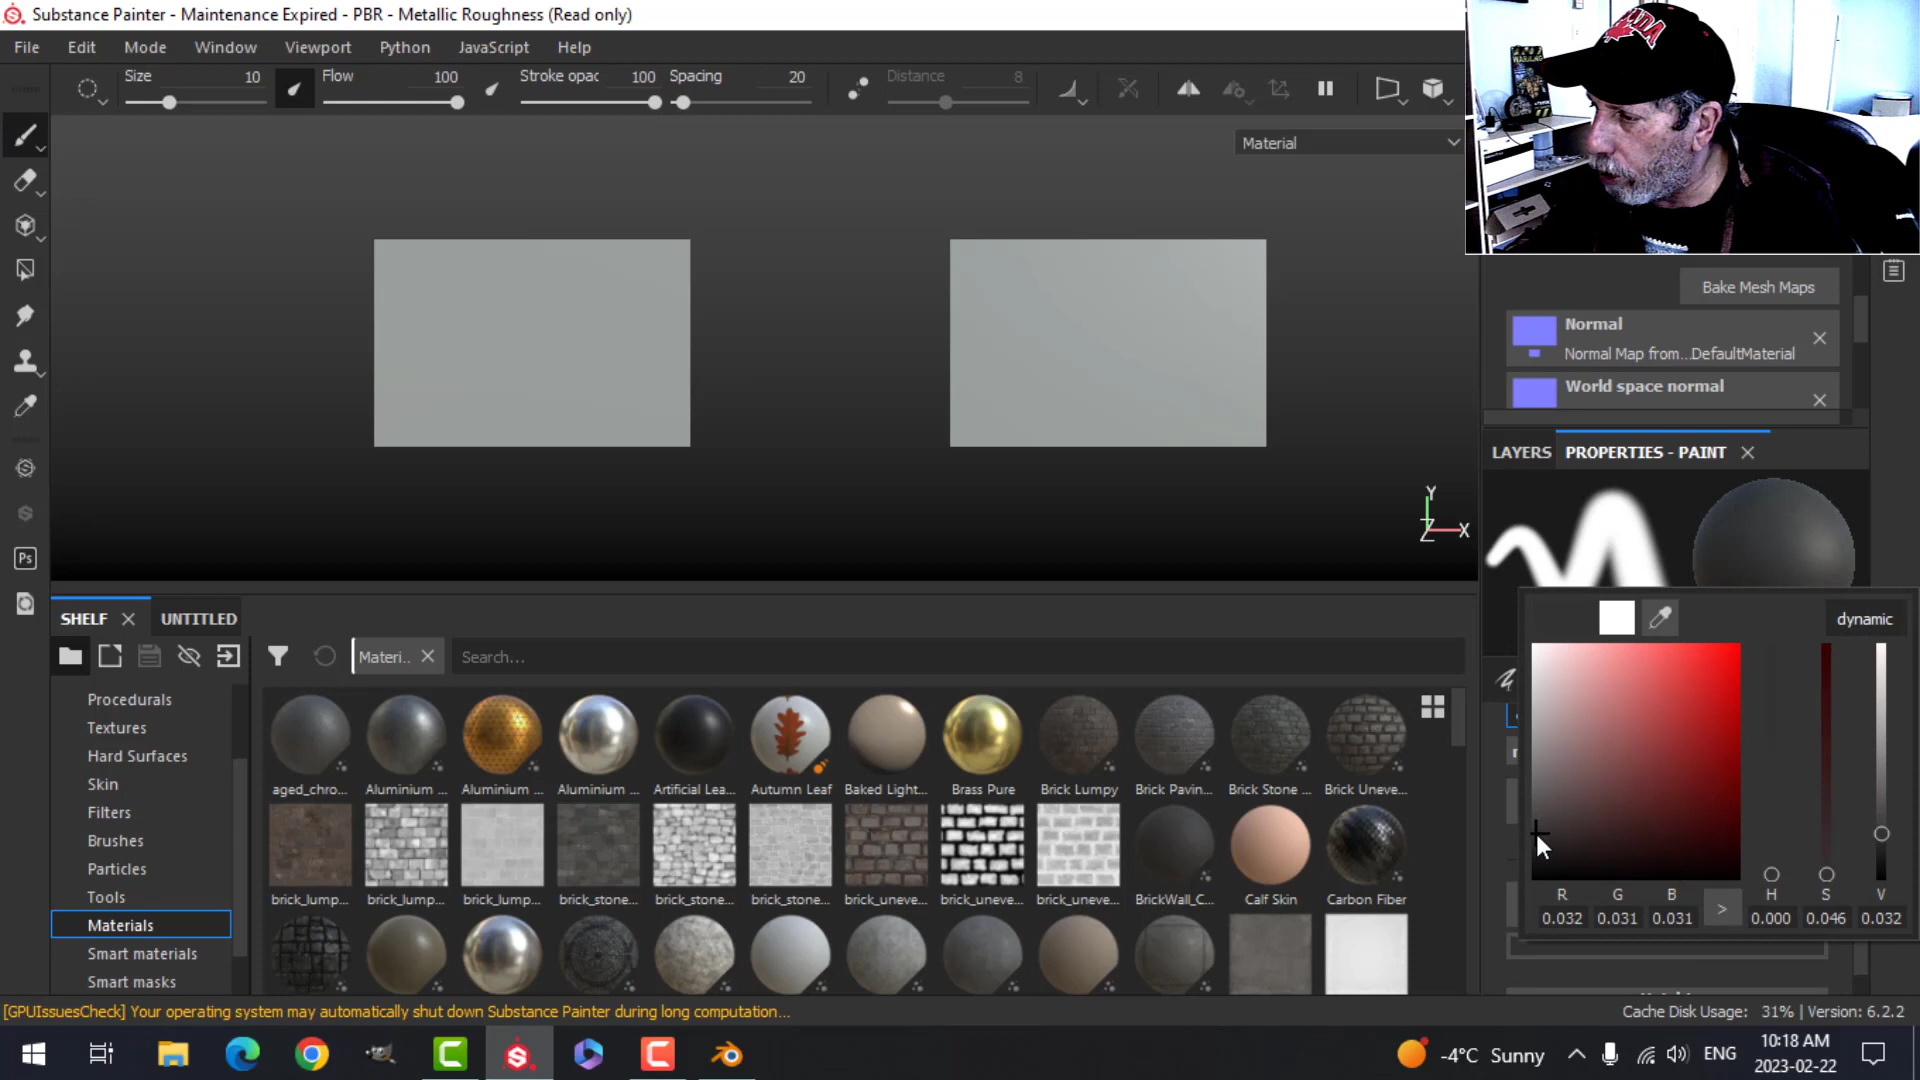 Substance Painter - Maintenance Expired - PBR - Metallic Roughness (Read only)
File Edit Mode Window Viewport Python JavaScript Help
Size 10 Flow 100 Stroke opac 100 Spacing 20 Distance 8
Material
CANADA
WARNING
Bake Mesh Maps
Normal
Normal Map from...DefaultMaterial
World space normal
LAYERS PROPERTIES - PAINT
Y
Z X
Ps
SHELF UNTITLED
dynamic
Materi.. Search...
Procedurals
Textures
Hard Surfaces
Skin
Filters
Brushes
Particles
Tools
Materials
Smart materials
Smart masks
aged_chro... Aluminium ... Aluminium ... Aluminium ... Artificial Lea... Autumn Leaf Baked Light... Brass Pure Brick Lumpy Brick Pavin... Brick Stone ... Brick Uneve...
brick_lump... brick_lump... brick_lump... brick_stone... brick_stone... brick_stone... brick_uneve... brick_uneve... brick_uneve... BrickWall_C... Calf Skin Carbon Fiber
R G B > H S V
0.032 0.031 0.031 0.000 0.046 0.032
[GPUIssuesCheck] Your operating system may automatically shut down Substance Painter during long computation...
Cache Disk Usage: 31% | Version: 6.2.2
-4°C Sunny ENG 10:18 AM
2023-02-22